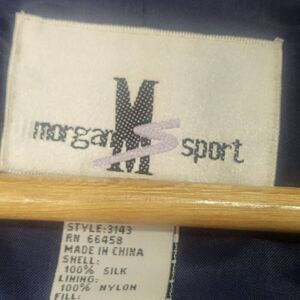 morgan M S sport
STYLE:3143
RN 66458
MADE IN CHINA
SHELL:
100% SILK
LINING:
100% NYLON
FILL: